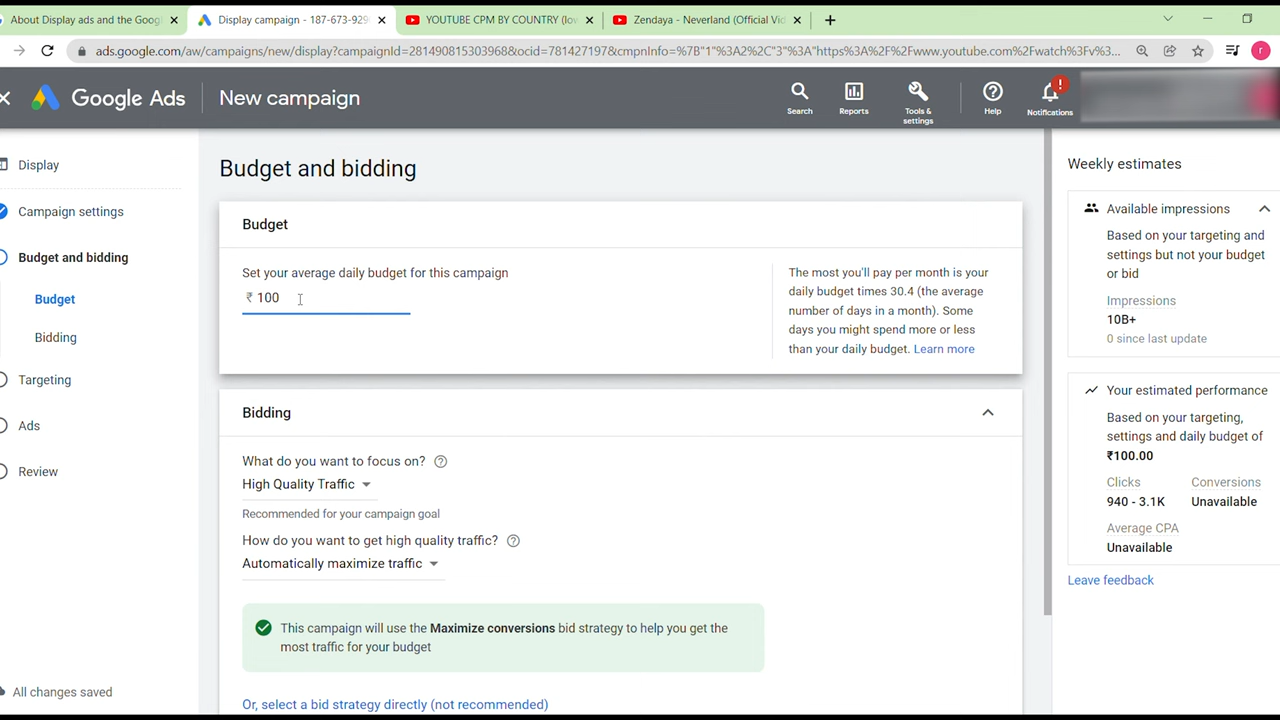 About Display ads and the Googl
Display campaign - 187-673-929
YOUTUBE CPM BY COUNTRY (low
Zendaya - Neverland (Official Vid
ads.google.com/aw/campaigns/new/display?campaignId=281490815303968&ocid=781427197&cmpnInfo=%7B"1"%3A2%2C"3"%3A"https%3A%2F%2Fwww.youtube.com%2Fwatch%3Fv%3...
r
Google Ads
New campaign
Search
Reports
Tools &
settings
Help
!
Notifications
Display
Campaign settings
Budget and bidding
Budget
Bidding
Targeting
Ads
Review
All changes saved
Budget and bidding
Budget
Set your average daily budget for this campaign
₹ 100
The most you'll pay per month is your
daily budget times 30.4 (the average
number of days in a month). Some
days you might spend more or less
than your daily budget. Learn more
Bidding
What do you want to focus on?
High Quality Traffic
Recommended for your campaign goal
How do you want to get high quality traffic?
Automatically maximize traffic
This campaign will use the Maximize conversions bid strategy to help you get the
most traffic for your budget
Or, select a bid strategy directly (not recommended)
Weekly estimates
Available impressions
Based on your targeting and
settings but not your budget
or bid
Impressions
10B+
0 since last update
Your estimated performance
Based on your targeting,
settings and daily budget of
₹100.00
Clicks Conversions
940 - 3.1K Unavailable
Average CPA
Unavailable
Leave feedback